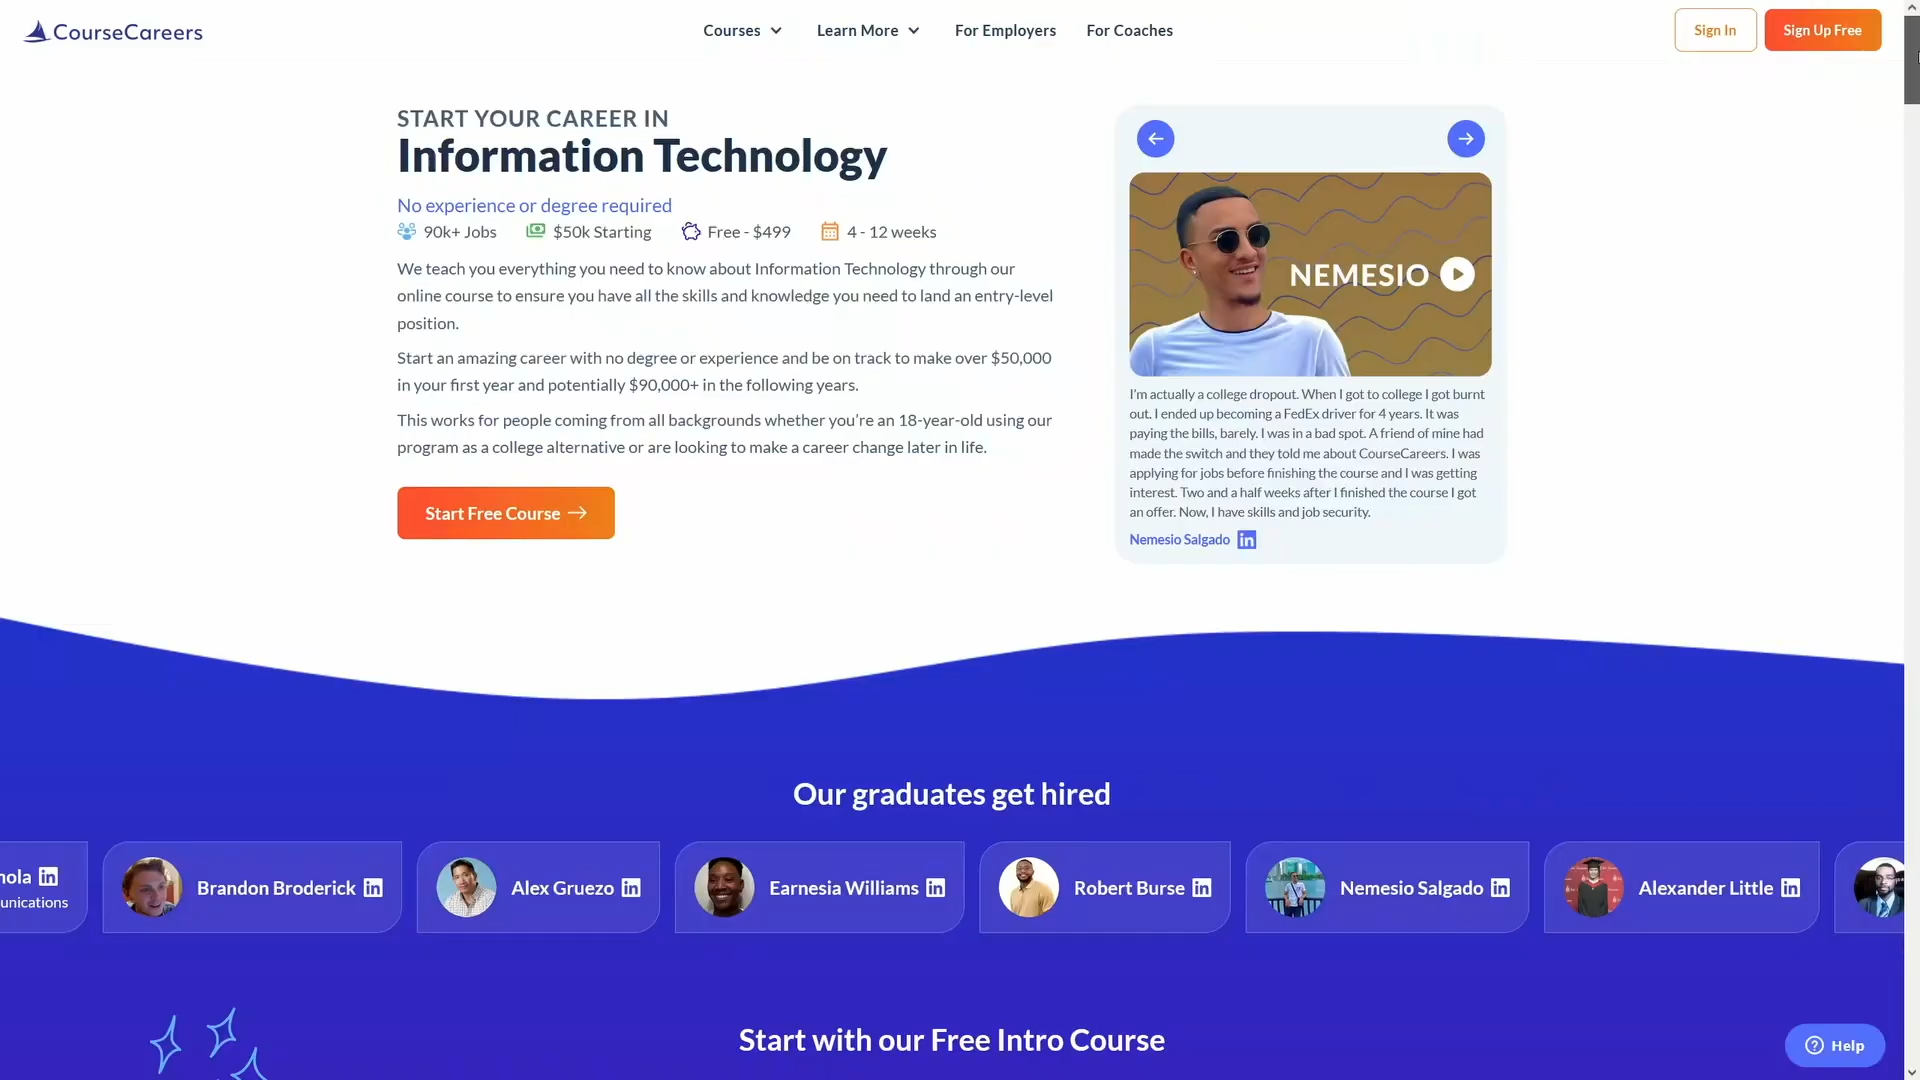 CourseCareers
Courses
Learn More
For Employers
For Coaches
Sign In
Sign Up Free
START YOUR CAREER IN
Information Technology
No experience or degree required
90k+ Jobs
$50k Starting
Free - $499
4 - 12 weeks
We teach you everything you need to know about Information Technology through our
online course to ensure you have all the skills and knowledge you need to land an entry-level
position.
Start an amazing career with no degree or experience and be on track to make over $50,000
in your first year and potentially $90,000+ in the following years.
This works for people coming from all backgrounds whether you're an 18-year-old using our
program as a college alternative or are looking to make a career change later in life.
Start Free Course
NEMESIO
I'm actually a college dropout. When I got to college I got burnt
out. I ended up becoming a FedEx driver for 4 years. It was
paying the bills, barely. I was in a bad spot. A friend of mine had
made the switch and they told me about CourseCareers. I was
applying for jobs before finishing the course and I was getting
interest. Two and a half weeks after I finished the course I got
an offer. Now, I have skills and job security.
Nemesio Salgado in
Our graduates get hired
nola in
unications
Brandon Broderick in
Alex Gruezo in
Earnesia Williams in
Robert Burse in
Nemesio Salgado in
Alexander Little in
Start with our Free Intro Course
Help